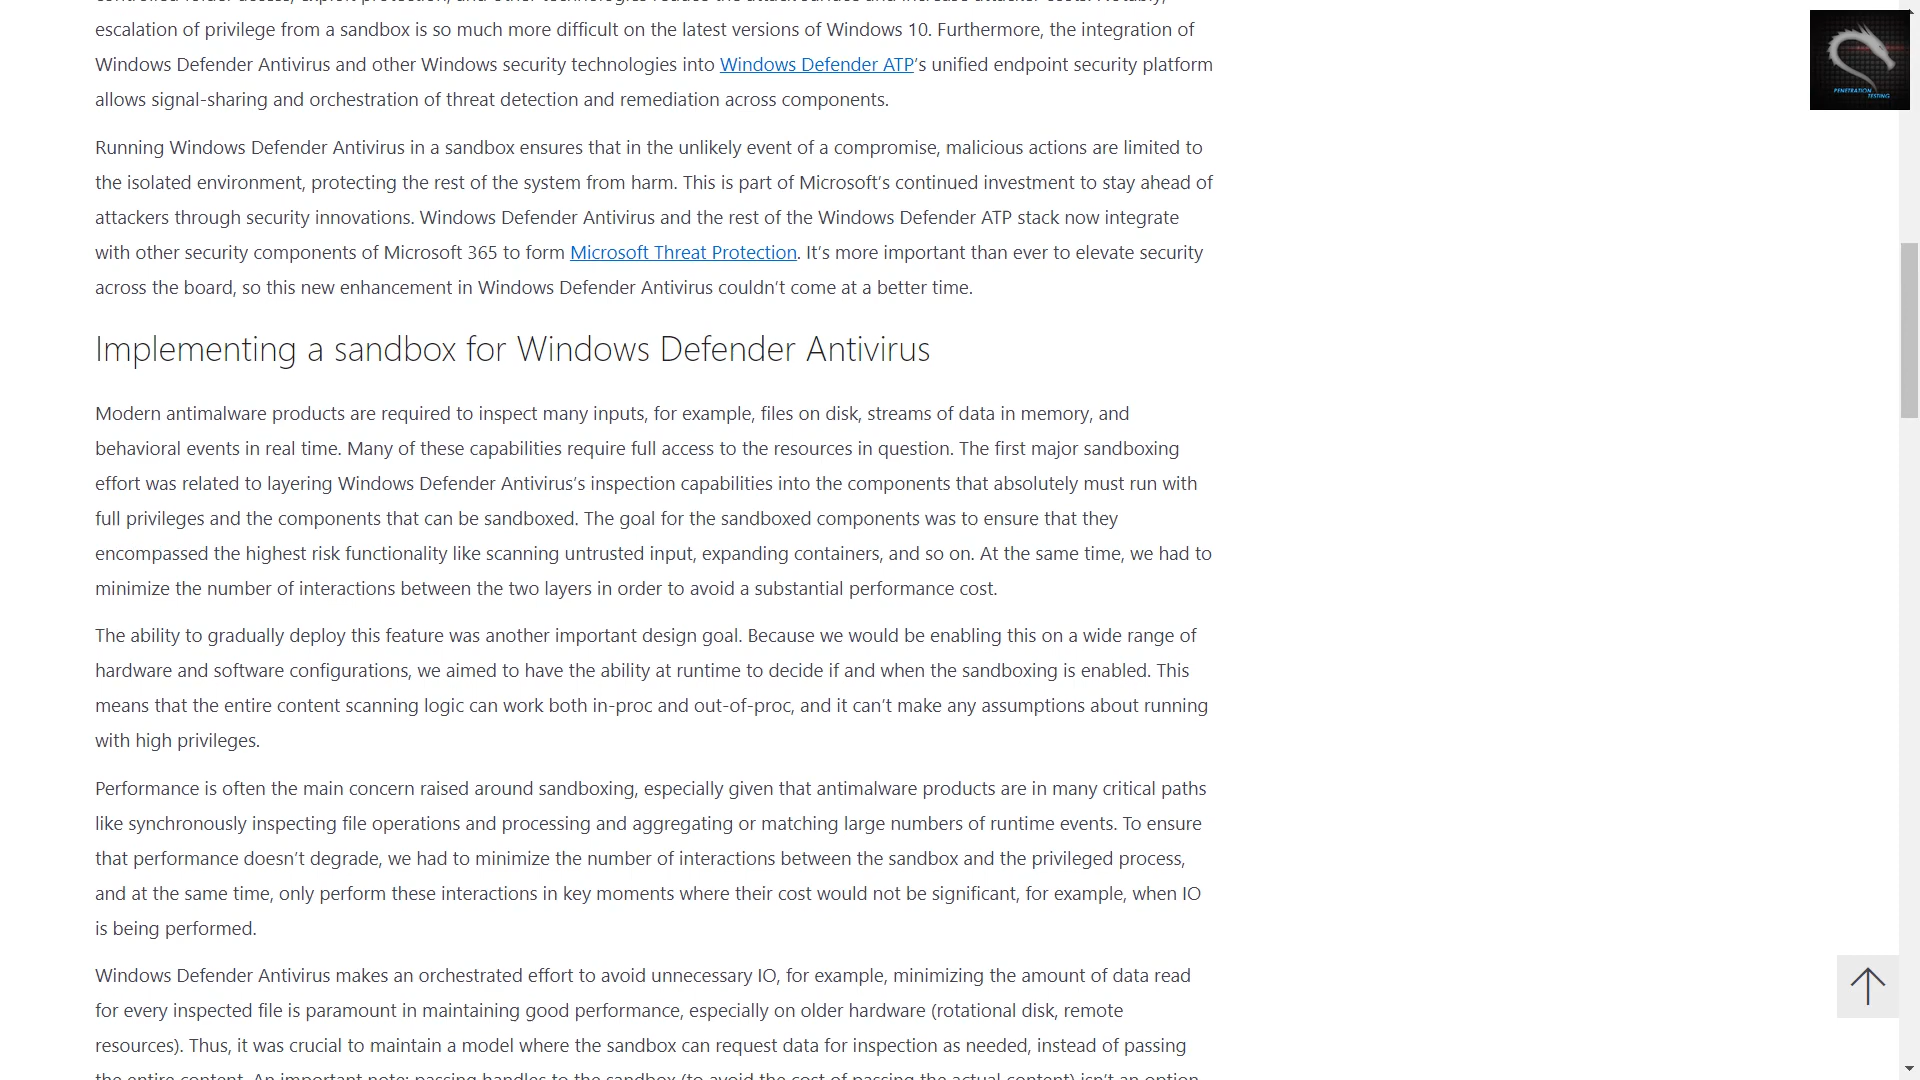 escalation of privilege from a sandbox is so much more difficult on the latest versions of Windows 10. Furthermore, the integration of
Windows Defender Antivirus and other Windows security technologies into Windows Defender ATP’s unified endpoint security platform
allows signal-sharing and orchestration of threat detection and remediation across components.
Running Windows Defender Antivirus in a sandbox ensures that in the unlikely event of a compromise, malicious actions are limited to
the isolated environment, protecting the rest of the system from harm. This is part of Microsoft’s continued investment to stay ahead of
attackers through security innovations. Windows Defender Antivirus and the rest of the Windows Defender ATP stack now integrate
with other security components of Microsoft 365 to form Microsoft Threat Protection. It’s more important than ever to elevate security
across the board, so this new enhancement in Windows Defender Antivirus couldn’t come at a better time.
Implementing a sandbox for Windows Defender Antivirus
Modern antimalware products are required to inspect many inputs, for example, files on disk, streams of data in memory, and
behavioral events in real time. Many of these capabilities require full access to the resources in question. The first major sandboxing
effort was related to layering Windows Defender Antivirus’s inspection capabilities into the components that absolutely must run with
full privileges and the components that can be sandboxed. The goal for the sandboxed components was to ensure that they
encompassed the highest risk functionality like scanning untrusted input, expanding containers, and so on. At the same time, we had to
minimize the number of interactions between the two layers in order to avoid a substantial performance cost.
The ability to gradually deploy this feature was another important design goal. Because we would be enabling this on a wide range of
hardware and software configurations, we aimed to have the ability at runtime to decide if and when the sandboxing is enabled. This
means that the entire content scanning logic can work both in-proc and out-of-proc, and it can’t make any assumptions about running
with high privileges.
Performance is often the main concern raised around sandboxing, especially given that antimalware products are in many critical paths
like synchronously inspecting file operations and processing and aggregating or matching large numbers of runtime events. To ensure
that performance doesn’t degrade, we had to minimize the number of interactions between the sandbox and the privileged process,
and at the same time, only perform these interactions in key moments where their cost would not be significant, for example, when IO
is being performed.
Windows Defender Antivirus makes an orchestrated effort to avoid unnecessary IO, for example, minimizing the amount of data read
for every inspected file is paramount in maintaining good performance, especially on older hardware (rotational disk, remote
resources). Thus, it was crucial to maintain a model where the sandbox can request data for inspection as needed, instead of passing
the entire content. An important note: passing handles to the sandbox (to avoid the cost of passing the actual content) isn’t an option
PENETRATION
TESTING